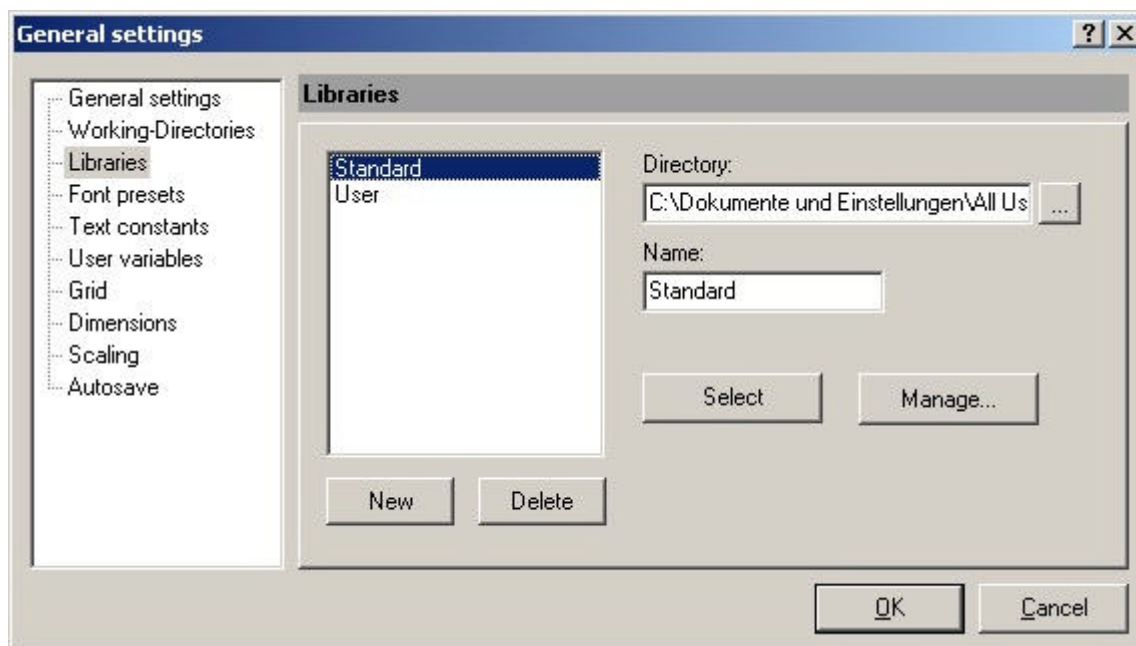 General settings
General settings
Working-Directories
Libraries
Font presets
Text constants
User variables
Grid
Dimensions
Scaling
Autosave
Libraries
Standard
User
New
Delete
Directory:
C:\Dokumente und Einstellungen\All Us
...
Name:
Standard
Select
Manage...
OK
Cancel